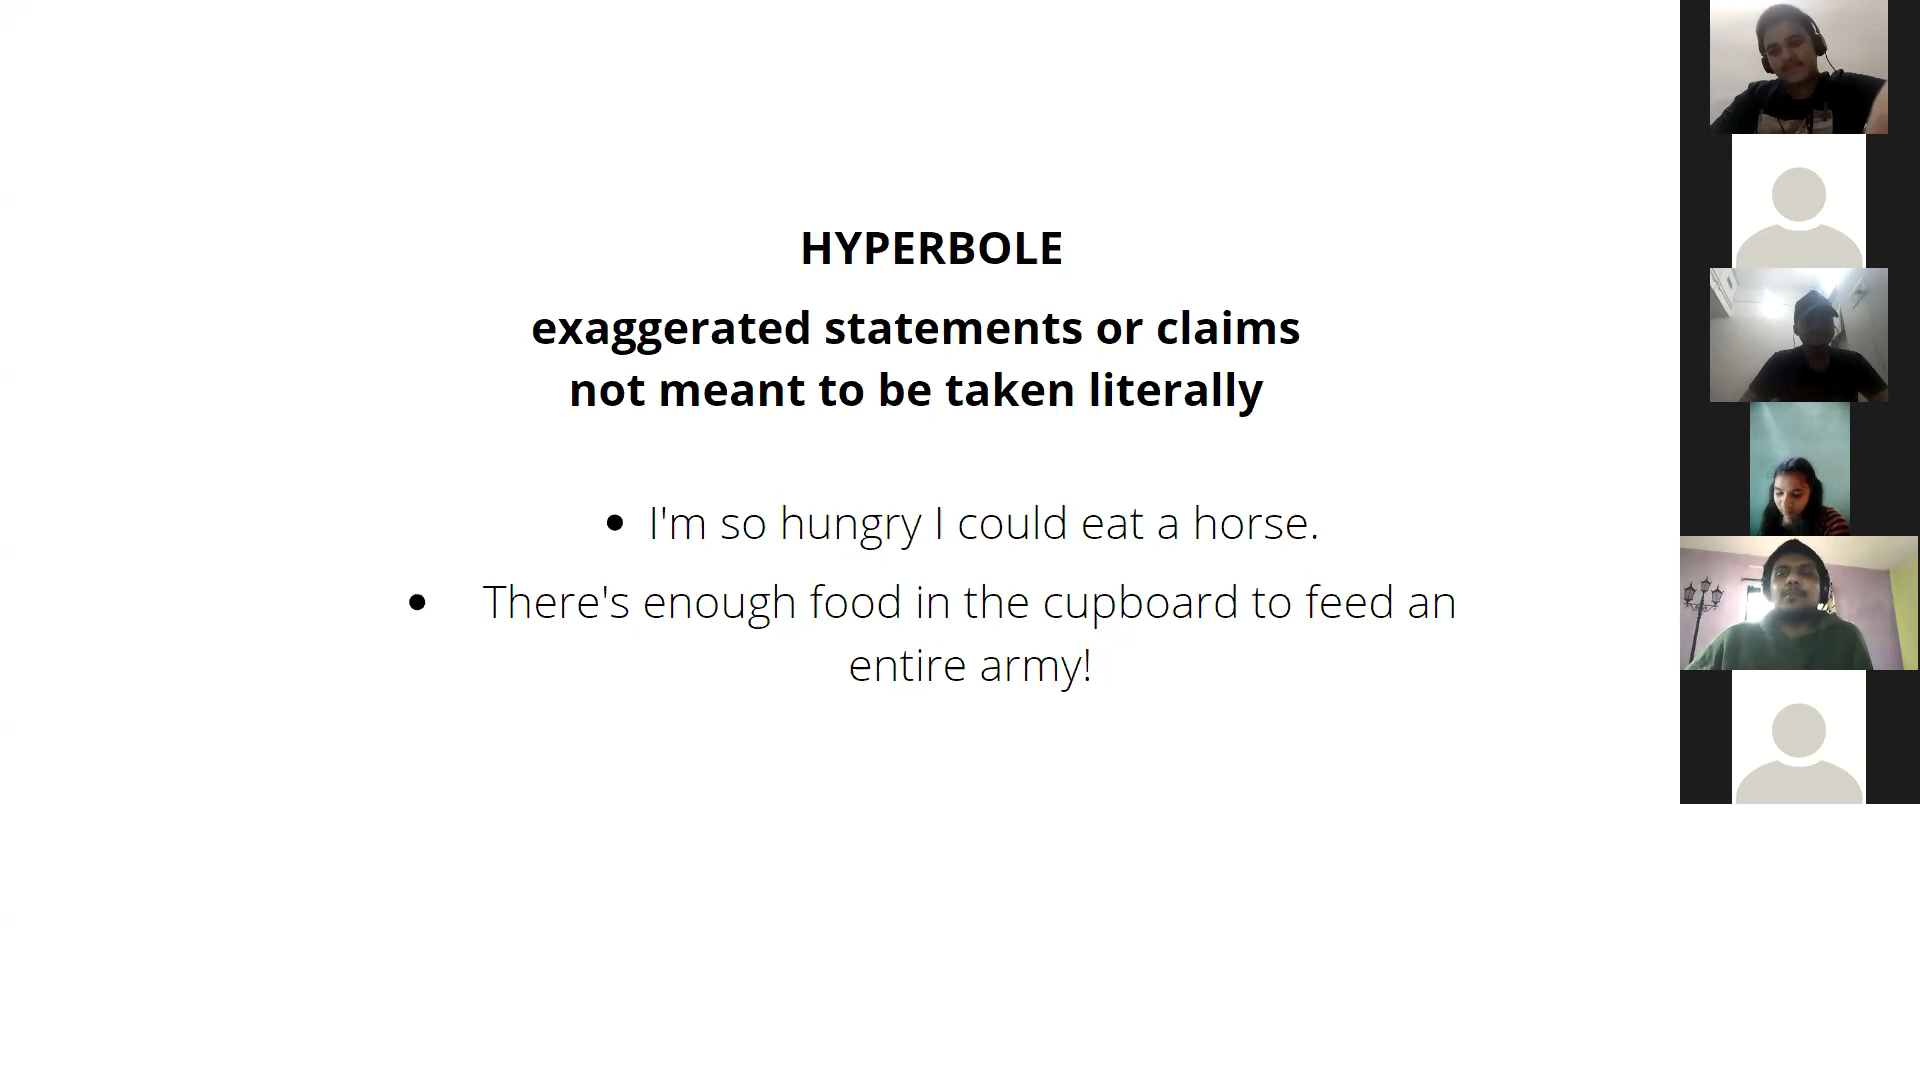 HYPERBOLE
exaggerated statements or claims
not meant to be taken literally
• I'm so hungry I could eat a horse.
• There's enough food in the cupboard to feed an
entire army!